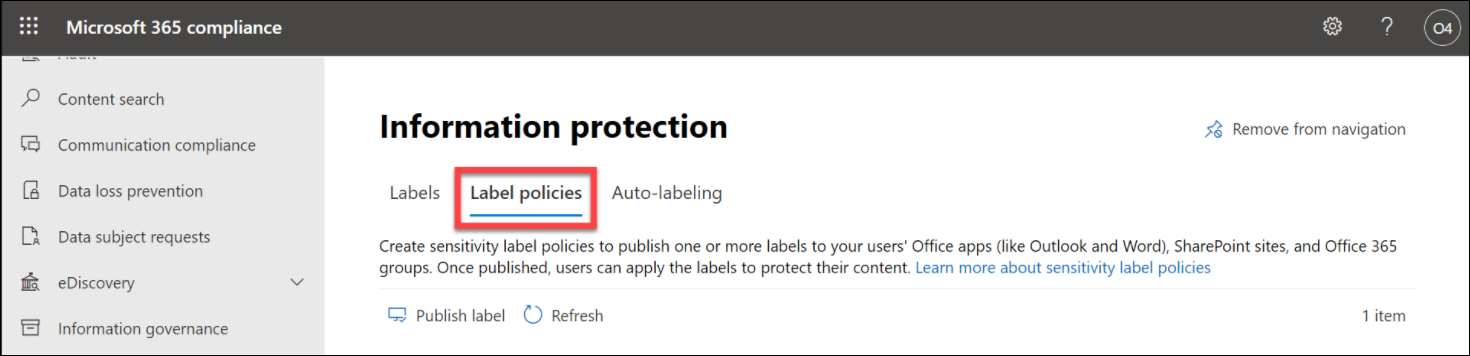 Microsoft 365 compliance
?
O4
Audit
Content search
Communication compliance
Data loss prevention
Data subject requests
eDiscovery
Information governance
Information protection
Remove from navigation
Labels
Label policies
Auto-labeling
Create sensitivity label policies to publish one or more labels to your users' Office apps (like Outlook and Word), SharePoint sites, and Office 365
groups. Once published, users can apply the labels to protect their content. Learn more about sensitivity label policies
Publish label
Refresh
1 item